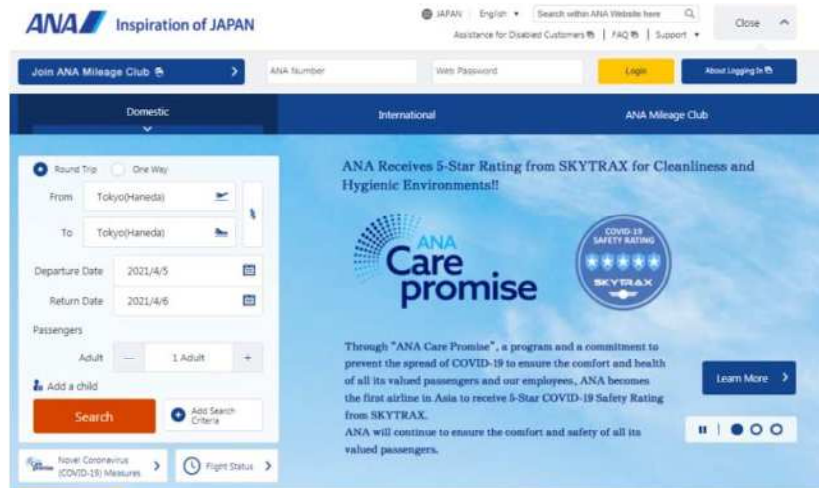 ANA Inspiration of JAPAN
JAPAN English
Search within ANA Website here
Close
Assistance for Disabled Customers | FAQ | Support
Join ANA Mileage Club
ANA Number
Web Password
Login
About Logging In
Domestic
International
ANA Mileage Club
Round Trip One Way
From Tokyo(Haneda)
To Tokyo(Haneda)
Departure Date 2021/4/5
Return Date 2021/4/6
Passengers
Adult — 1 Adult +
Add a child
Search
Add Search
Criteria
promise
Novel Coronavirus
(COVID-19) Measures
Flight Status
ANA Receives 5-Star Rating from SKYTRAX for Cleanliness and
Hygienic Environments!!
ANA
Care
promise
COVID-19
SAFETY RATING
SKYTRAX
Through "ANA Care Promise", a program and a commitment to
prevent the spread of COVID-19 to ensure the comfort and health
of all its valued passengers and our employees, ANA becomes
the first airline in Asia to receive 5-Star COVID-19 Safety Rating
from SKYTRAX.
ANA will continue to ensure the comfort and safety of all its
valued passengers.
Learn More